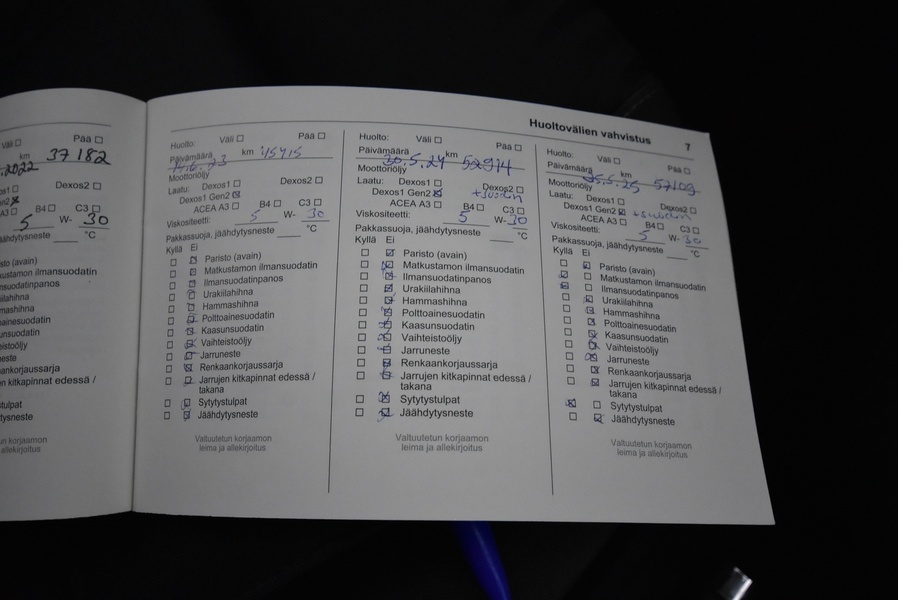 Huoltovälien vahvistus 7
Väli Pää
km 37 182
.2022
Dexos2
B4 C3
5 W- 30
jäähdytysneste °C
Huolto: Väli Pää
Päivämäärä km
Moottoriöljy
Laatu: Dexos1 Dexos2
Dexos1 Gen2
ACEA A3 B4 C3
Viskositeetti: 5 W- 30
Pakkassuoja, jäähdytysneste °C
Kyllä Ei
Paristo (avain)
Matkustamon ilmansuodatin
Ilmansuodatinpanos
Urakiilahihna
Hammashihna
Polttoainesuodatin
Kaasunsuodatin
Vaihteistoöljy
Jarruneste
Renkaankorjaussarja
Jarrujen kitkapinnat edessä /
takana
Sytytystulpat
Jäähdytysneste
Valtuutetun korjaamon
leima ja allekirjoitus
Huolto: Väli Pää
Päivämäärä 30.5.24 km 52914
Moottoriöljy
Laatu: Dexos1 Dexos2
Dexos1 Gen2 +suodin
ACEA A3 B4 C3
Viskositeetti: 5 W- 30
Pakkassuoja, jäähdytysneste °C
Kyllä Ei
Paristo (avain)
Matkustamon ilmansuodatin
Ilmansuodatinpanos
Urakiilahihna
Hammashihna
Polttoainesuodatin
Kaasunsuodatin
Vaihteistoöljy
Jarruneste
Renkaankorjaussarja
Jarrujen kitkapinnat edessä /
takana
Sytytystulpat
Jäähdytysneste
Valtuutetun korjaamon
leima ja allekirjoitus
Huolto: Väli Pää
Päivämäärä km 57109
Moottoriöljy
Laatu: Dexos1 Dexos2
Dexos1 Gen2 +suodin
ACEA A3 B4 C3
Viskositeetti: 5 W- 30
Pakkassuoja, jäähdytysneste °C
Kyllä Ei
Paristo (avain)
Matkustamon ilmansuodatin
Ilmansuodatinpanos
Urakiilahihna
Hammashihna
Polttoainesuodatin
Kaasunsuodatin
Vaihteistoöljy
Jarruneste
Renkaankorjaussarja
Jarrujen kitkapinnat edessä /
takana
Sytytystulpat
Jäähdytysneste
Valtuutetun korjaamon
leima ja allekirjoitus